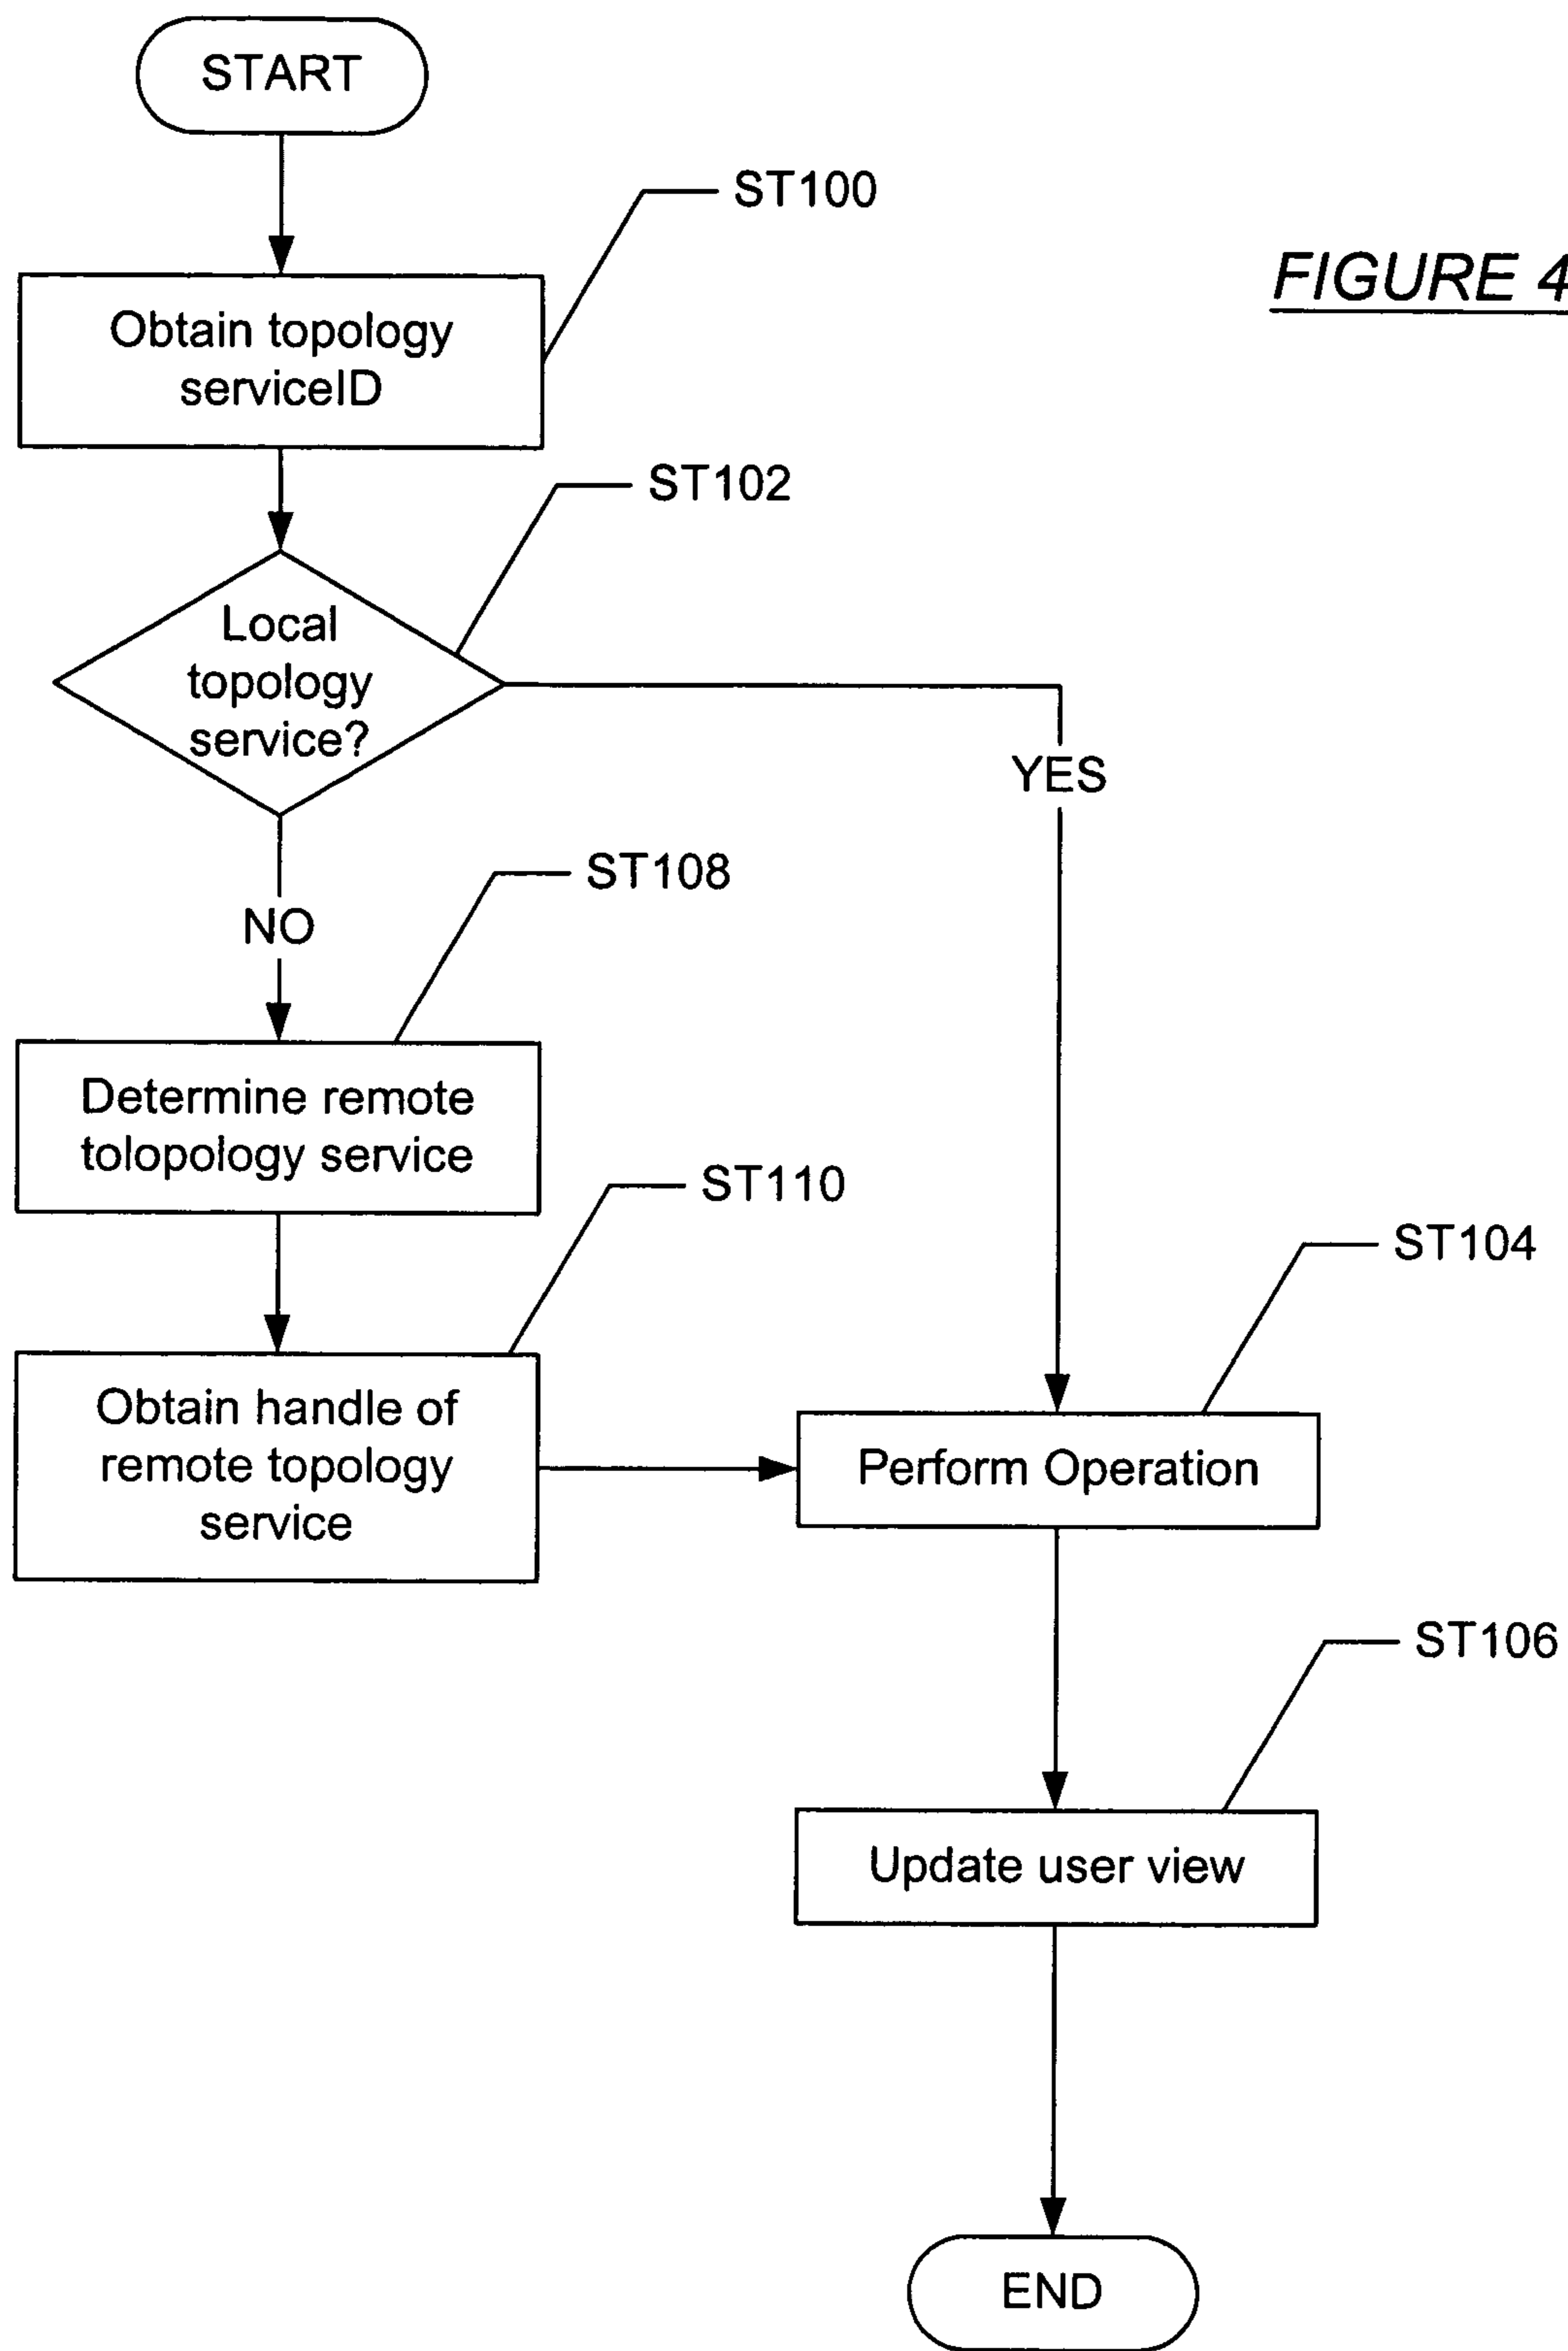 START
ST100
FIGURE 4
Obtain topology
serviceID
ST102
Local
topology
service?
YES
ST108
NO
Determine remote
tolopology service
ST110
ST104
Obtain handle of
remote topology
service
Perform Operation
ST106
Update user view
END